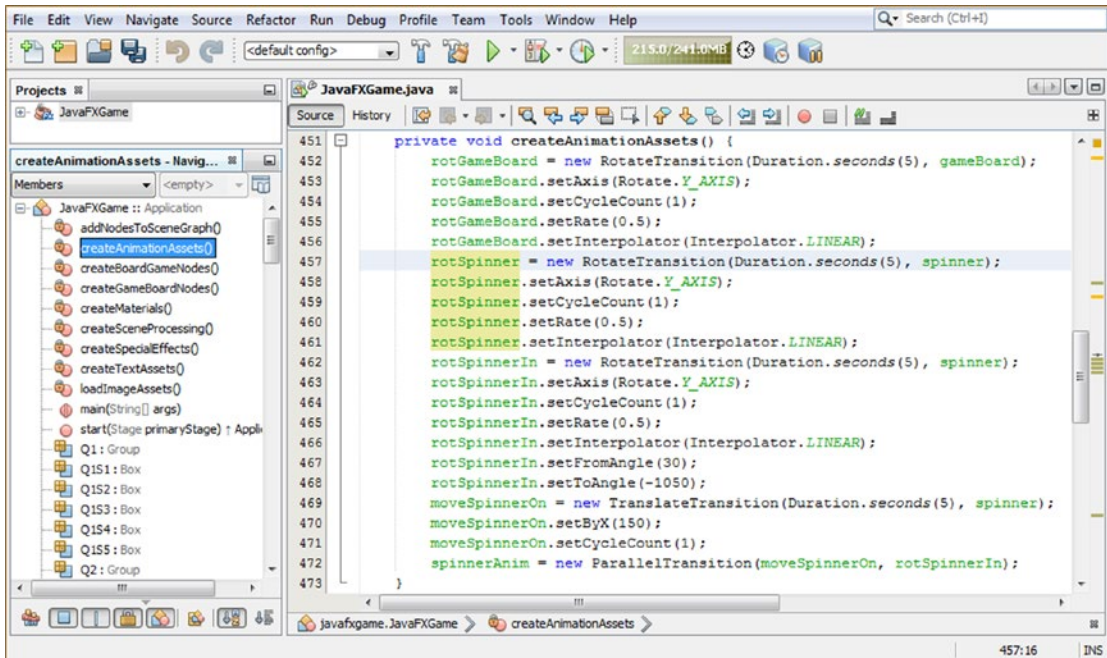 File Edit View Navigate Source Refactor Run Debug Profile Team Tools Window Help
Search (Ctrl+I)
<default config>
215.0/241.0MB
Projects
JavaFXGame
createAnimationAssets - Navig...
Members
<empty>
JavaFXGame :: Application
addNodesToSceneGraph()
createAnimationAssets()
createBoardGameNodes()
createGameBoardNodes()
createMaterials()
createSceneProcessing()
createSpecialEffects()
createTextAssets()
loadImageAssets()
main(String[] args)
start(Stage primaryStage) ↑ Appli
Q1 : Group
Q1S1 : Box
Q1S2 : Box
Q1S3 : Box
Q1S4 : Box
Q1S5 : Box
Q2 : Group
JavaFXGame.java
Source History
451 private void createAnimationAssets() {
452 rotGameBoard = new RotateTransition(Duration.seconds(5), gameBoard);
453 rotGameBoard.setAxis(Rotate.Y_AXIS);
454 rotGameBoard.setCycleCount(1);
455 rotGameBoard.setRate(0.5);
456 rotGameBoard.setInterpolator(Interpolator.LINEAR);
457 rotSpinner = new RotateTransition(Duration.seconds(5), spinner);
458 rotSpinner.setAxis(Rotate.Y_AXIS);
459 rotSpinner.setCycleCount(1);
460 rotSpinner.setRate(0.5);
461 rotSpinner.setInterpolator(Interpolator.LINEAR);
462 rotSpinnerIn = new RotateTransition(Duration.seconds(5), spinner);
463 rotSpinnerIn.setAxis(Rotate.Y_AXIS);
464 rotSpinnerIn.setCycleCount(1);
465 rotSpinnerIn.setRate(0.5);
466 rotSpinnerIn.setInterpolator(Interpolator.LINEAR);
467 rotSpinnerIn.setFromAngle(30);
468 rotSpinnerIn.setToAngle(-1050);
469 moveSpinnerOn = new TranslateTransition(Duration.seconds(5), spinner);
470 moveSpinnerOn.setByX(150);
471 moveSpinnerOn.setCycleCount(1);
472 spinnerAnim = new ParallelTransition(moveSpinnerOn, rotSpinnerIn);
473 }
javafxgame.JavaFXGame createAnimationAssets
457:16 INS